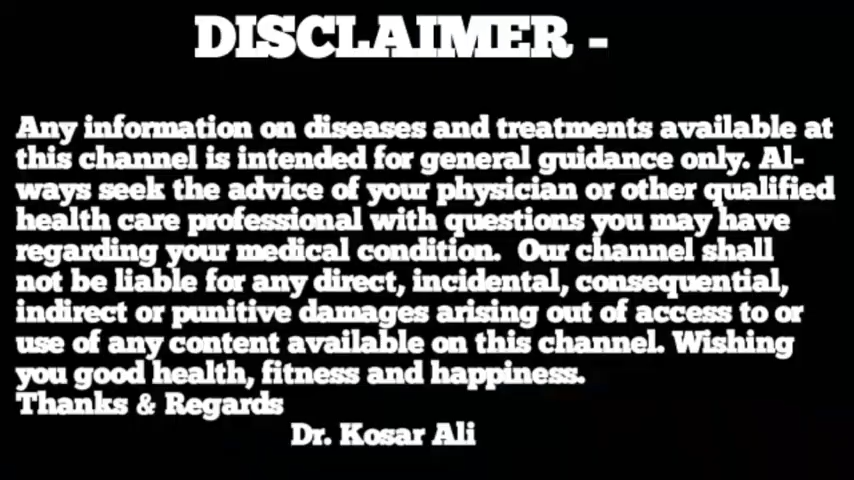 DISCLAIMER -
Any information on diseases and treatments available at
this channel is intended for general guidance only. Al-
ways seek the advice of your physician or other qualified
health care professional with questions you may have
regarding your medical condition.  Our channel shall
not be liable for any direct, incidental, consequential,
indirect or punitive damages arising out of access to or
use of any content available on this channel. Wishing
you good health, fitness and happiness.
Thanks & Regards
Dr. Kosar Ali